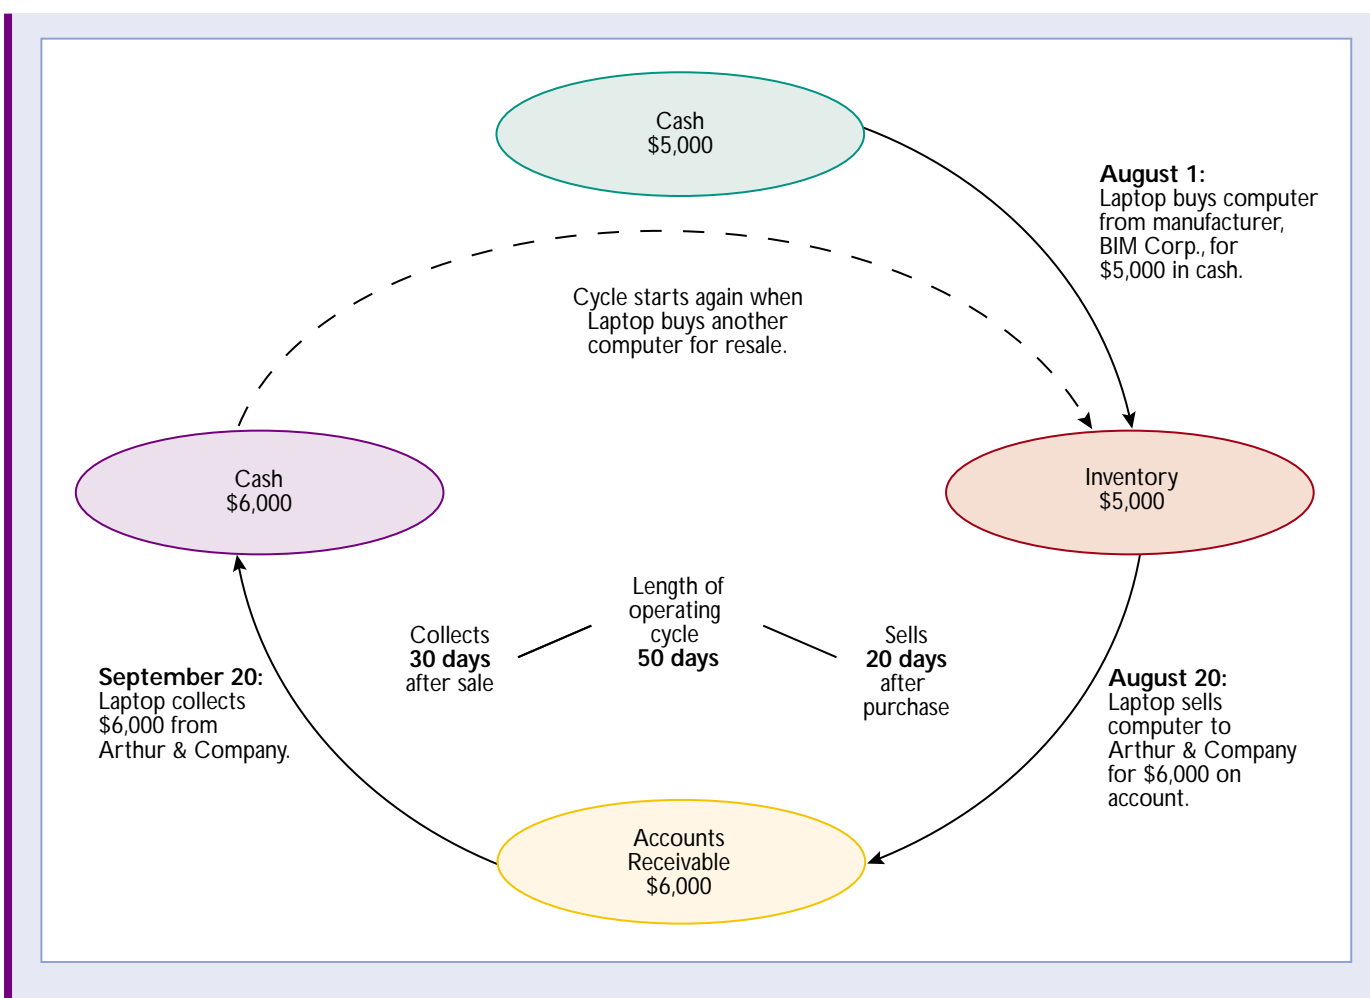 Cash
$5,000
August 1:
Laptop buys computer
from manufacturer,
BIM Corp., for
$5,000 in cash.
Cycle starts again when
Laptop buys another
computer for resale.
Cash
$6,000
Inventory
$5,000
Length of
operating
cycle
50 days
Collects
30 days
after sale
Sells
20 days
after
purchase
September 20:
Laptop collects
$6,000 from
Arthur & Company.
August 20:
Laptop sells
computer to
Arthur & Company
for $6,000 on
account.
Accounts
Receivable
$6,000